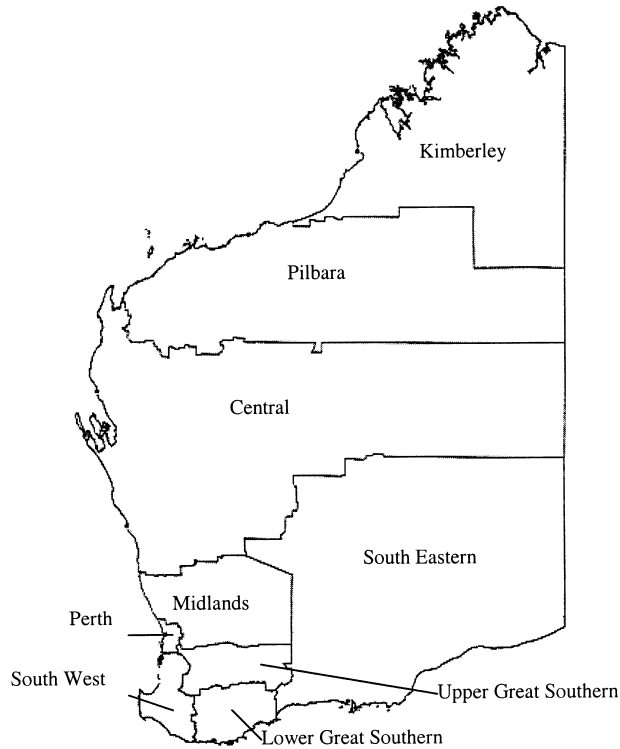 Kimberley
Pilbara
Central
South Eastern
Midlands
Perth
South West
Upper Great Southern
Lower Great Southern